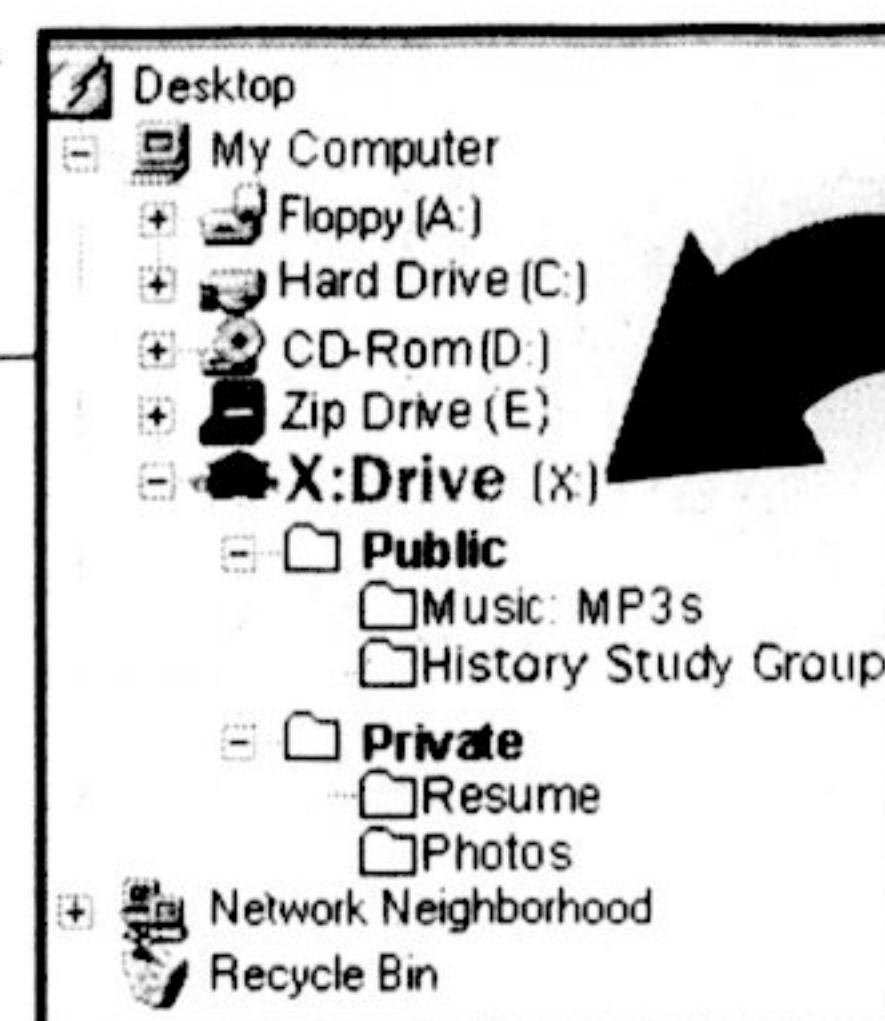 Desktop
My Computer
Floppy (A:)
Hard Drive (C:)
CD-Rom (D:)
Zip Drive (E)
X:Drive (X:)
Public
Music: MP3s
History Study Group
Private
Resume
Photos
Network Neighborhood
Recycle Bin